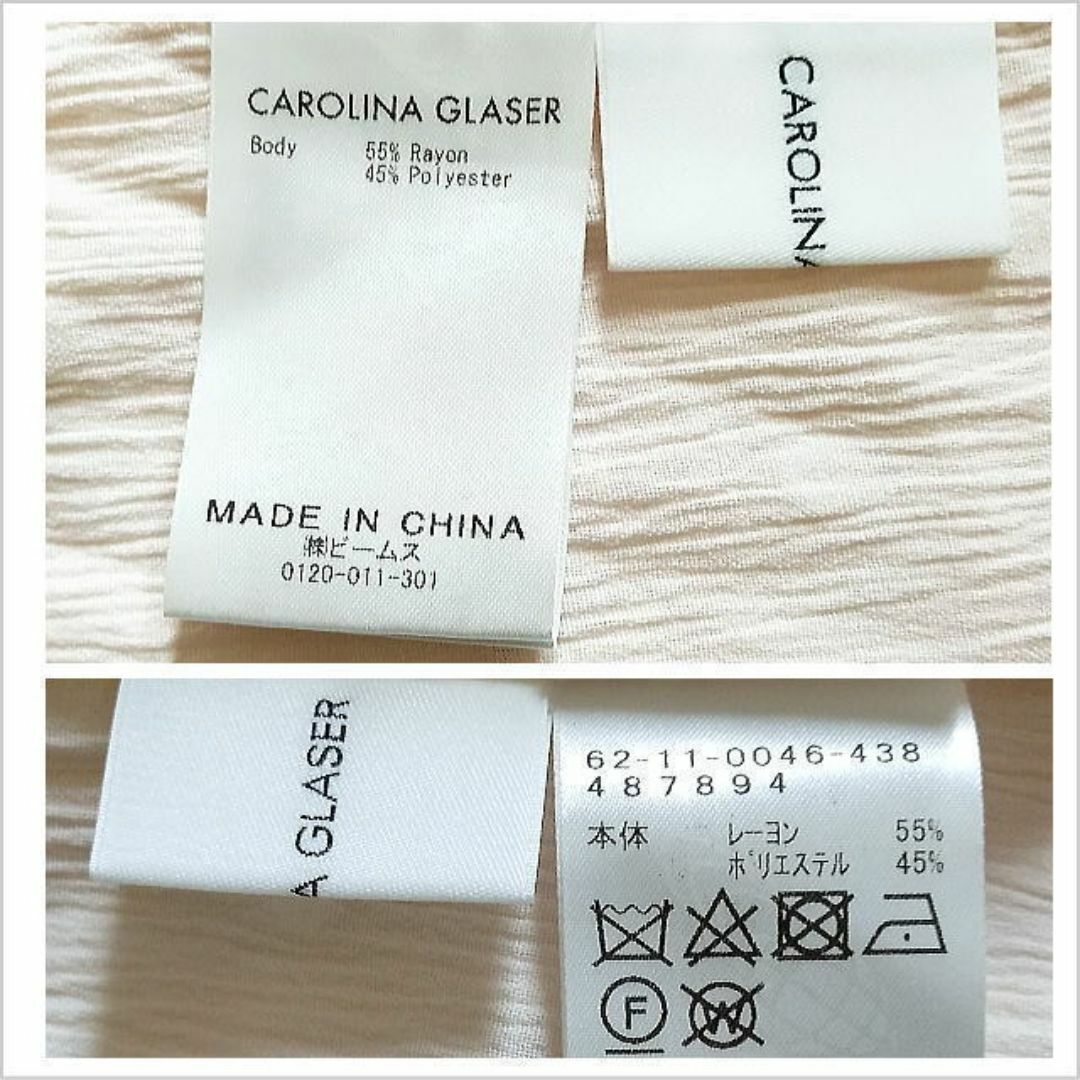 CAROLINA GLASER
Body 55% Rayon
45% Polyester
MADE IN CHINA
㈱ビームス
0120-011-301
CAROLINA
A GLASER
62-11-0046-438
487894
本体 レーヨン 55%
ポリエステル 45%
F
W